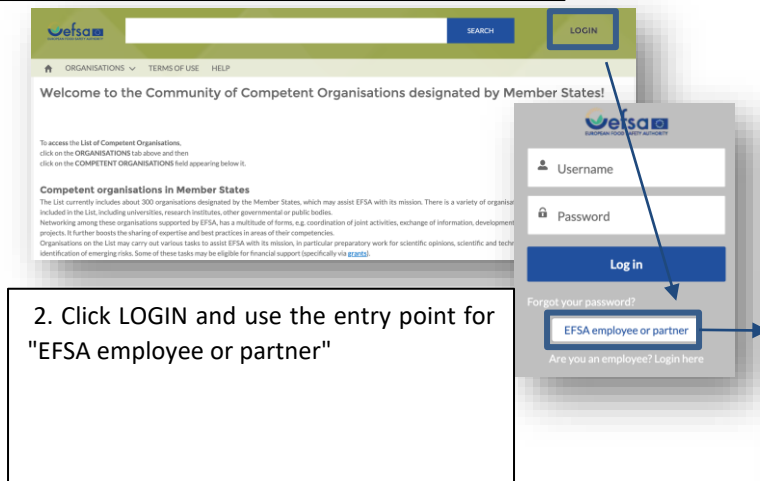 efsa
EUROPEAN FOOD SAFETY AUTHORITY
SEARCH
LOGIN
ORGANISATIONS TERMS OF USE HELP
Welcome to the Community of Competent Organisations designated by Member States!
To access the List of Competent Organisations,
click on the ORGANISATIONS tab above and then
click on the COMPETENT ORGANISATIONS field appearing below it.
Competent organisations in Member States
The List currently includes about 300 organisations designated by the Member States, which may assist EFSA with its mission. There is a variety of
included in the List, including universities, research institutes, other governmental or public bodies.
Networking among these organisations supported by EFSA, has a multitude of forms, e.g. coordination of joint activities, exchange of information, development
projects. It further boosts the sharing of expertise and best practices in areas of their competencies.
Organisations on the List may carry out various tasks to assist EFSA with its mission, in particular preparatory work for scientific opinions, scientific and
identification of emerging risks. Some of these tasks may be eligible for financial support (specifically via grants).
efsa
EUROPEAN FOOD SAFETY AUTHORITY
Username
Password
Log in
Forgot your password?
EFSA employee or partner
Are you an employee? Login here
2. Click LOGIN and use the entry point for
"EFSA employee or partner"